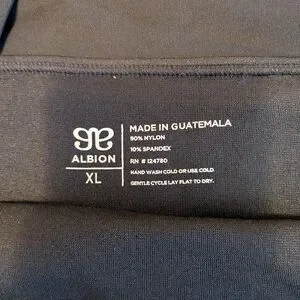 ALBION
XL
MADE IN GUATEMALA
90% NYLON
10% SPANDEX
RN # 124780
HAND WASH COLD OR USE COLD.
GENTLE CYCLE LAY FLAT TO DRY.